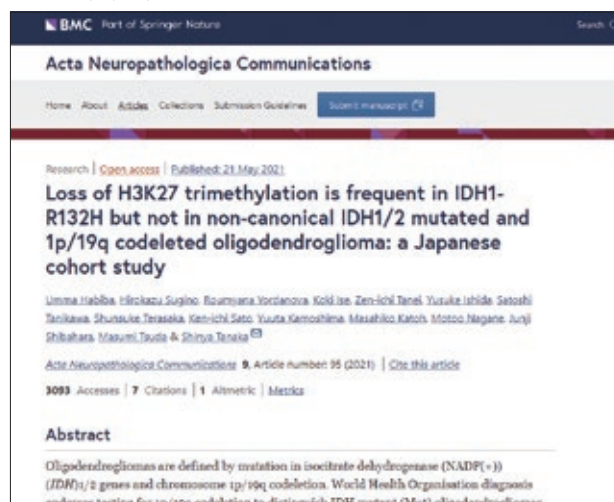 BMC Part of Springer Nature
Search
Acta Neuropathologica Communications
Home About Articles Collections Submission Guidelines Submit manuscript
Research | Open access | Published: 21 May 2021
Loss of H3K27 trimethylation is frequent in IDH1-
R132H but not in non-canonical IDH1/2 mutated and
1p/19q codeleted oligodendroglioma: a Japanese
cohort study
Umma Habiba, Hirokazu Sugino, Roumyana Yordanova, Koki Ise, Zen-ichi Tanei, Yusuke Ishida, Satoshi
Tanikawa, Shunsuke Terasaka, Ken-ichi Sato, Yuuta Kamoshima, Masahiko Katoh, Motoo Nagane, Junji
Shibahara, Masumi Tsuda & Shinya Tanaka
Acta Neuropathologica Communications 9, Article number: 95 (2021) | Cite this article
3093 Accesses | 7 Citations | 1 Altmetric | Metrics
Abstract
Oligodendrogliomas are defined by mutation in isocitrate dehydrogenase (NADP(+))
(IDH)1/2 genes and chromosome 1p/19q codeletion. World Health Organisation diagnosis